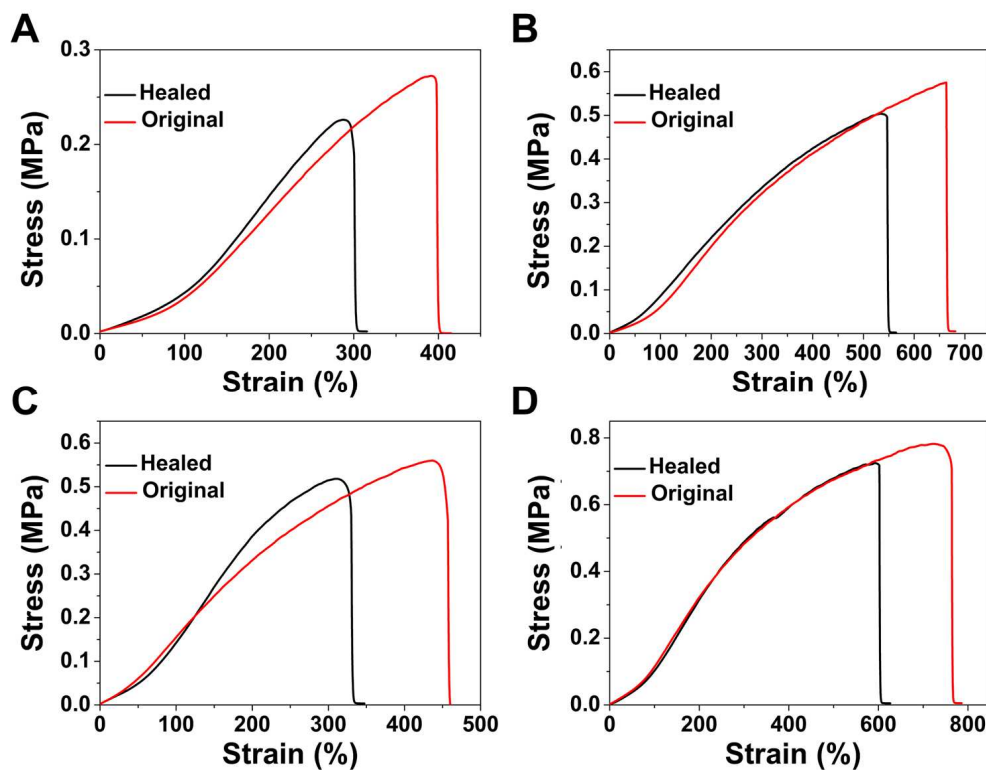 A
0.3
0.2
0.1
0.0
Healed
Original
Stress (MPa)
0 100 200 300 400
Strain (%)
B
0.6
0.5
0.4
0.3
0.2
0.1
0.0
Healed
Original
Stress (MPa)
0 100 200 300 400 500 600 700
Strain (%)
C
0.6
0.5
0.4
0.3
0.2
0.1
0.0
Healed
Original
Stress (MPa)
0 100 200 300 400 500
Strain (%)
D
0.8
0.6
0.4
0.2
0.0
Healed
Original
Stress (MPa)
0 200 400 600 800
Strain (%)